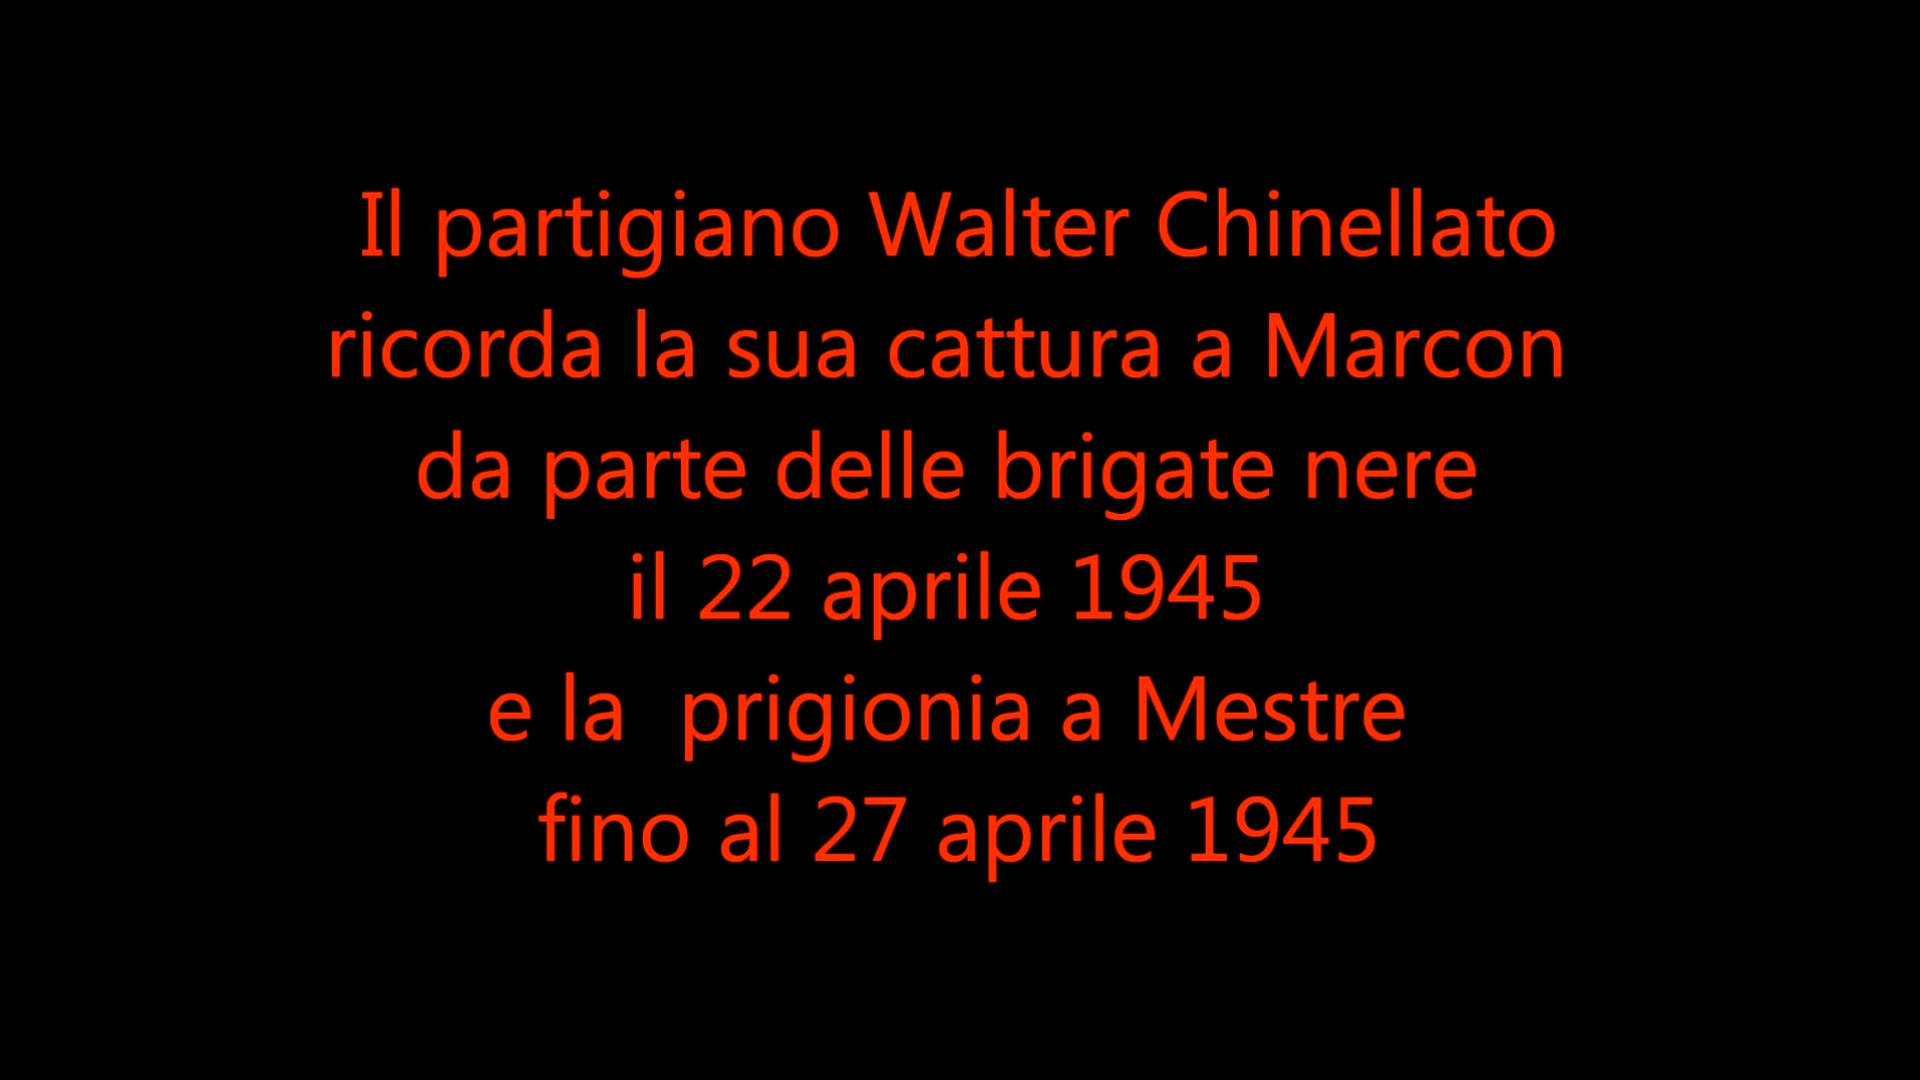 Il partigiano Walter Chinellato
ricorda la sua cattura a Marcon
da parte delle brigate nere
il 22 aprile 1945
e la  prigionia a Mestre
fino al 27 aprile 1945